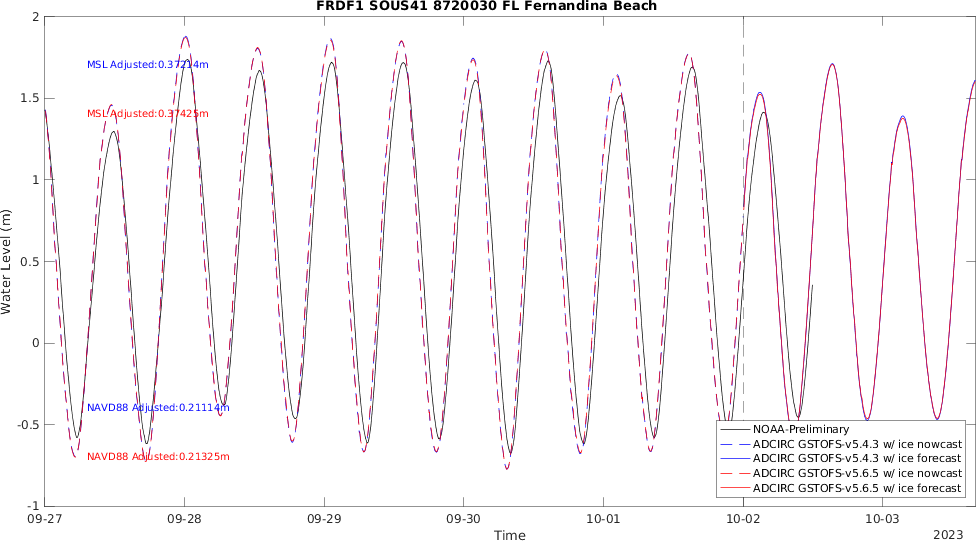 FRDF1 SOUS41 8720030 FL Fernandina Beach
Water Level (m)
2
1.5
1
0.5
0
-0.5
-1
MSL Adjusted:0.37214m
MSL Adjusted:0.37425m
NAVD88 Adjusted:0.21114m
NAVD88 Adjusted:0.21325m
NOAA-Preliminary
ADCIRC GSTOFS-v5.4.3 w/ ice nowcast
ADCIRC GSTOFS-v5.4.3 w/ ice forecast
ADCIRC GSTOFS-v5.6.5 w/ ice nowcast
ADCIRC GSTOFS-v5.6.5 w/ ice forecast
09-27 09-28 09-29 09-30 10-01 10-02 10-03
Time
2023